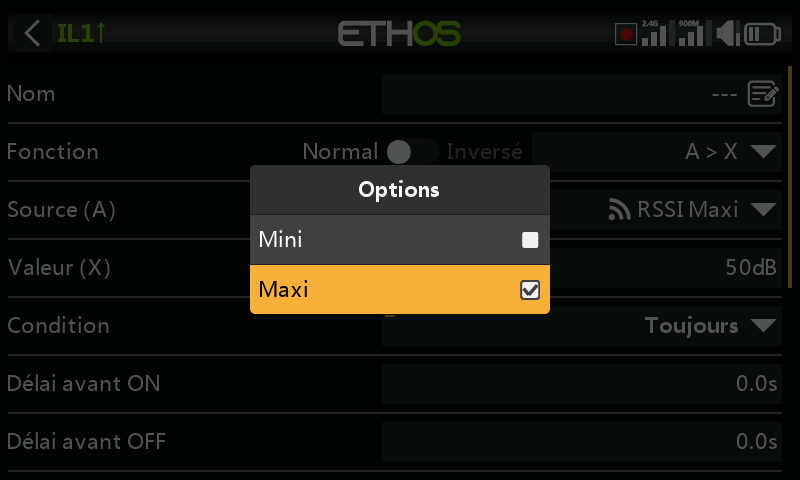 IL1↑ ETHOS 2.4G 900M
Nom ---
Fonction Normal Inversé A > X
Options
Source (A) RSSI Maxi
Mini
Valeur (X) 50dB
Maxi
Condition Toujours
Délai avant ON 0.0s
Délai avant OFF 0.0s